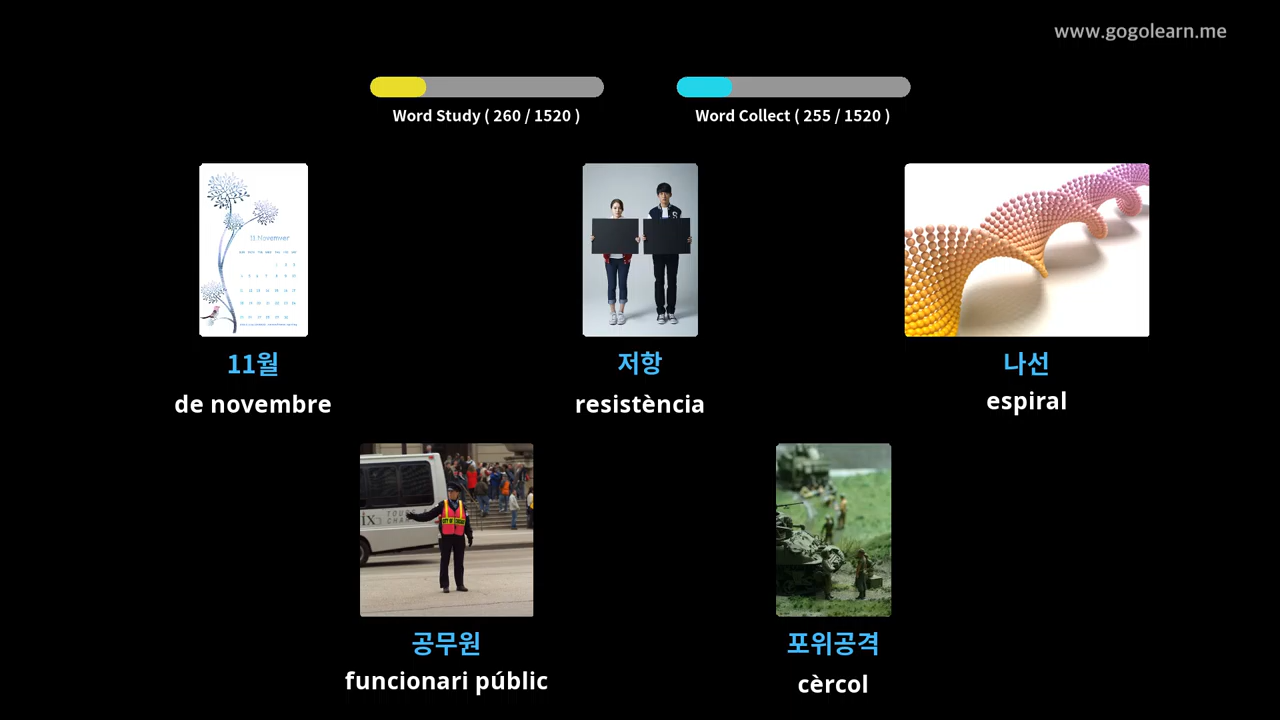 www.gogolearn.me
Word Study ( 260 / 1520 )
Word Collect ( 255 / 1520 )
11월
de novembre
저항
resistència
나선
espiral
공무원
funcionari públic
포위공격
cèrcol